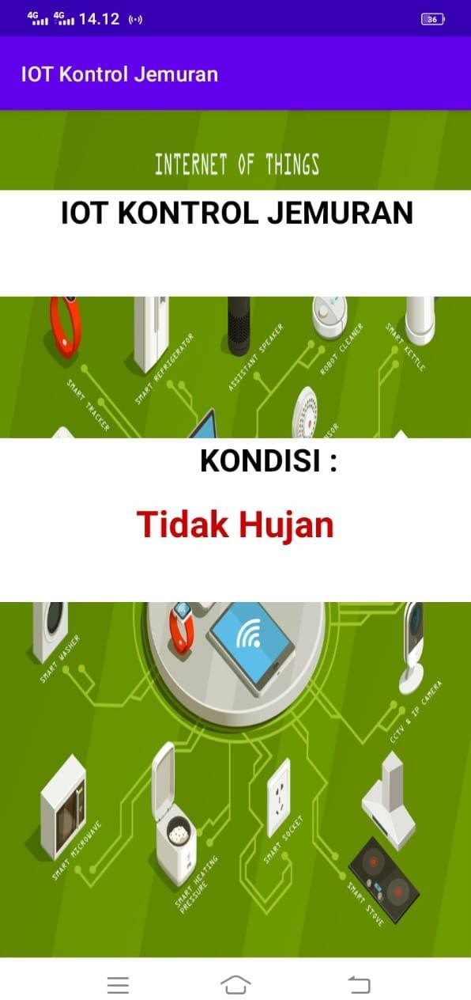 4G 4G 14.12 36
IOT Kontrol Jemuran
INTERNET OF THINGS
IOT KONTROL JEMURAN
SMART TRACKER
SMART REFRIGERATOR
ASSISTANT SPEAKER
ROBOT CLEANER
SMART KETTLE
KONDISI :
Tidak Hujan
SMART WASHER
CCTV & IP CAMERA
SMART MICROWAVE
SMART HEATING
PRESSURE
SMART SOCKET
SMART STOVE